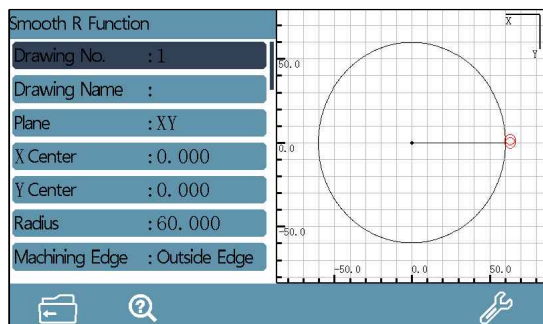 Smooth R Function
Drawing No. :1
Drawing Name :
Plane :XY
X Center :0.000
Y Center :0.000
Radius :60.000
Machining Edge :Outside Edge
X
Y
50.0
0.0
-50.0
-50.0 0.0 50.0